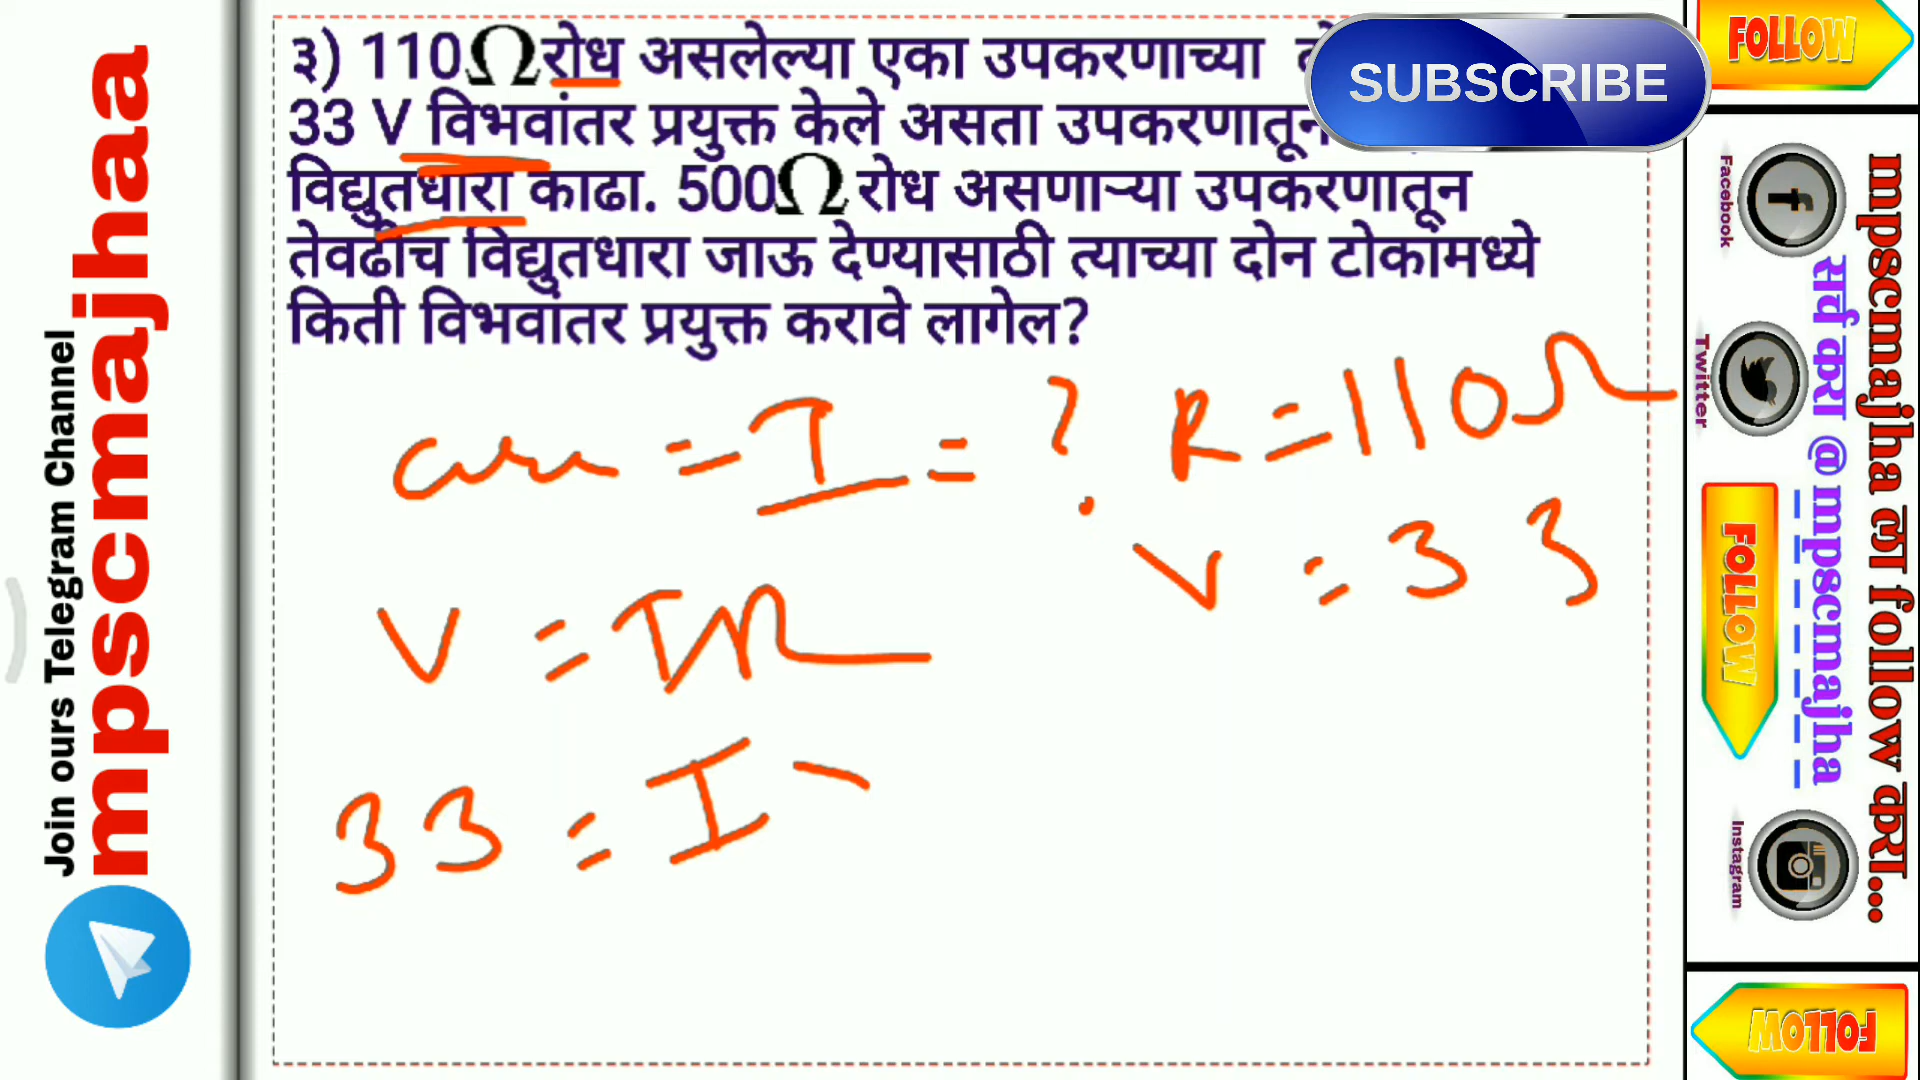 ३) 110Ω रोध असलेल्या एका उपकरणाच्या
33 V विभवांतर प्रयुक्त केले असता उपकरणातून
विद्युतधारा काढा. 500Ω रोध असणाऱ्या उपकरणातून
तेवढीच विद्युतधारा जाऊ देण्यासाठी त्याच्या दोन टोकांमध्ये
किती विभवांतर प्रयुक्त करावे लागेल?
= I = ? R = 110Ω
V = 33
V = IR
33 = I
SUBSCRIBE
Join ours Telegram Channel
mpscmajhaa
FOLLOW
Facebook
Twitter
Instagram
सर्व करा @mpscmajha
mpscmajha ला follow करा...
FOLLOW
FOLLOW